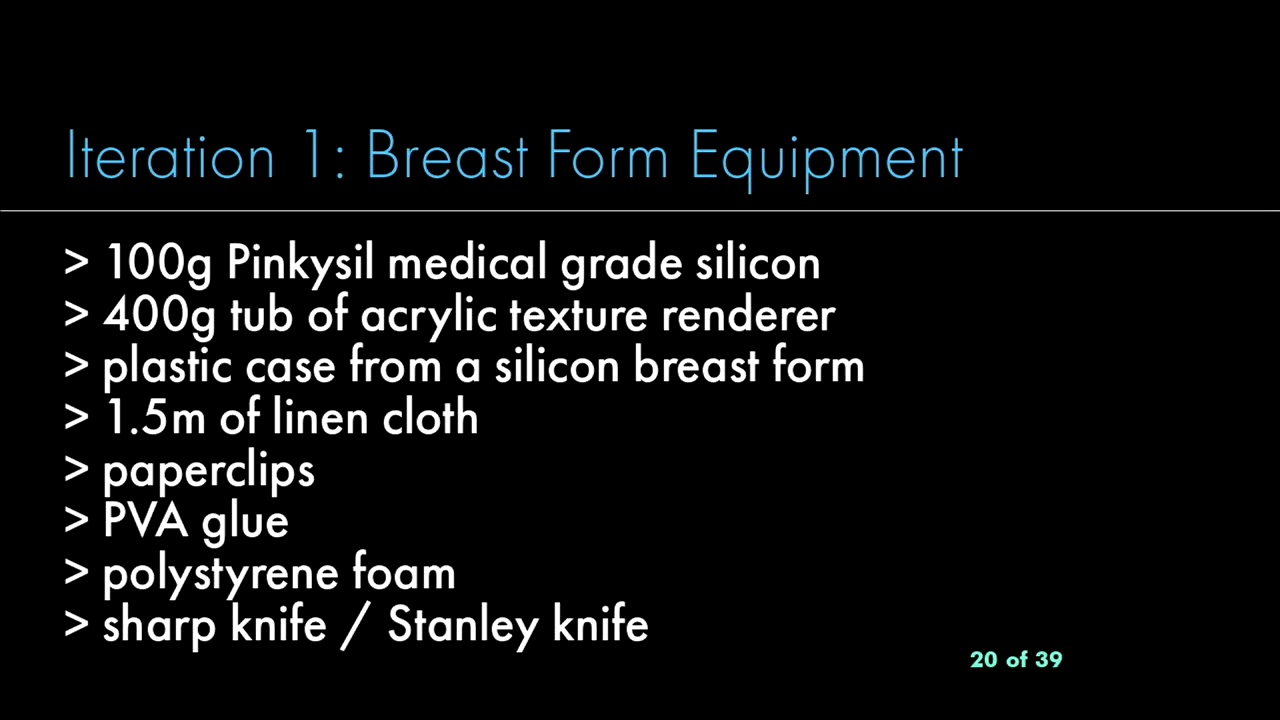 Iteration 1: Breast Form Equipment
> 100g Pinkysil medical grade silicon
> 400g tub of acrylic texture renderer
> plastic case from a silicon breast form
> 1.5m of linen cloth
> paperclips
> PVA glue
> polystyrene foam
> sharp knife / Stanley knife
20 of 39